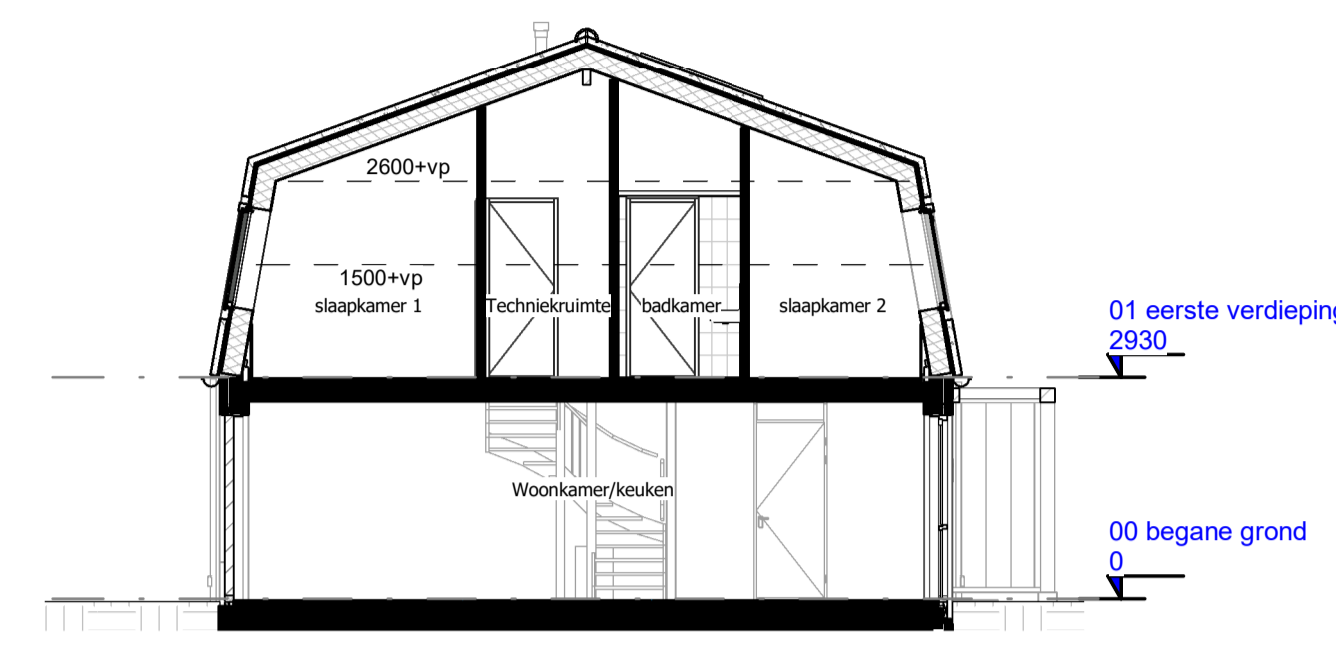 2600+vp
1500+vp
slaapkamer 1
Techniekruimte
badkamer
slaapkamer 2
01 eerste verdieping
2930
Woonkamer/keuken
00 begane grond
0